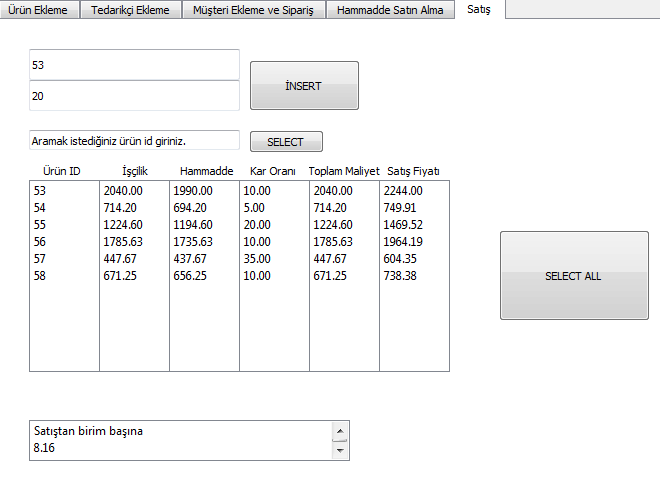 Ürün Ekleme Tedarikçi Ekleme Müşteri Ekleme ve Sipariş Hammadde Satın Alma Satış
53
İNSERT
20
Aramak istediğiniz ürün id giriniz. SELECT
Ürün ID İşçilik Hammadde Kar Oranı Toplam Maliyet Satış Fiyatı
53 2040.00 1990.00 10.00 2040.00 2244.00
54 714.20 694.20 5.00 714.20 749.91
55 1224.60 1194.60 20.00 1224.60 1469.52
56 1785.63 1735.63 10.00 1785.63 1964.19
57 447.67 437.67 35.00 447.67 604.35
58 671.25 656.25 10.00 671.25 738.38
SELECT ALL
Satıştan birim başına
8.16